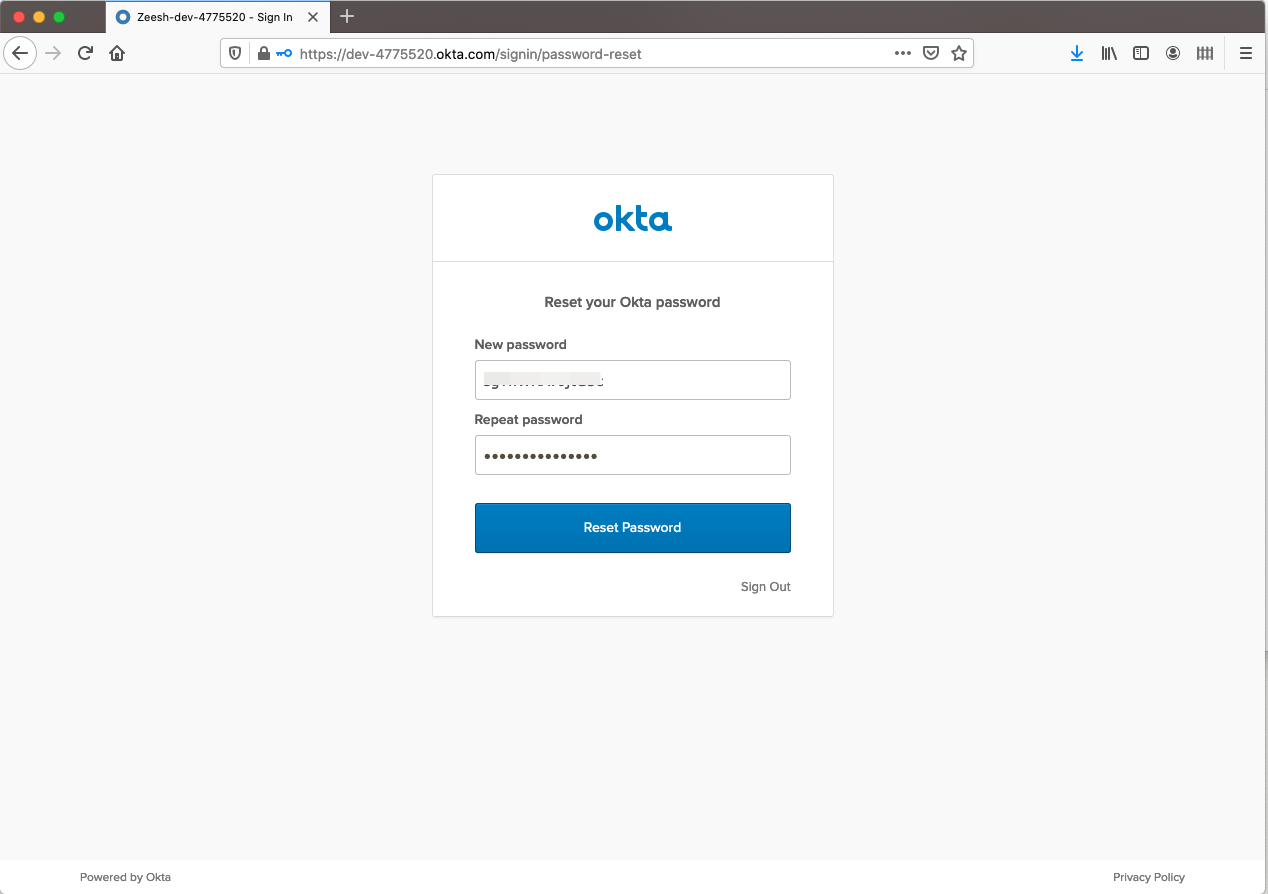 Zeesh-dev-4775520 - Sign In
https://dev-4775520.okta.com/signin/password-reset
okta
Reset your Okta password
New password
Repeat password
•••••••••••••••
Reset Password
Sign Out
Powered by Okta
Privacy Policy